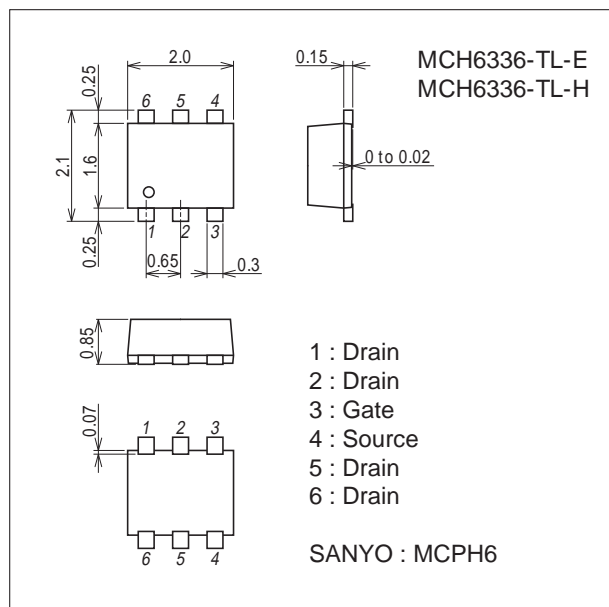 0.25
2.0
0.15
MCH6336-TL-E
MCH6336-TL-H
6 5 4
2.1
1.6
0 to 0.02
0.25
1 2 3
0.65
0.3
0.85
1 : Drain
2 : Drain
3 : Gate
4 : Source
5 : Drain
6 : Drain
0.07
1 2 3
6 5 4
SANYO : MCPH6